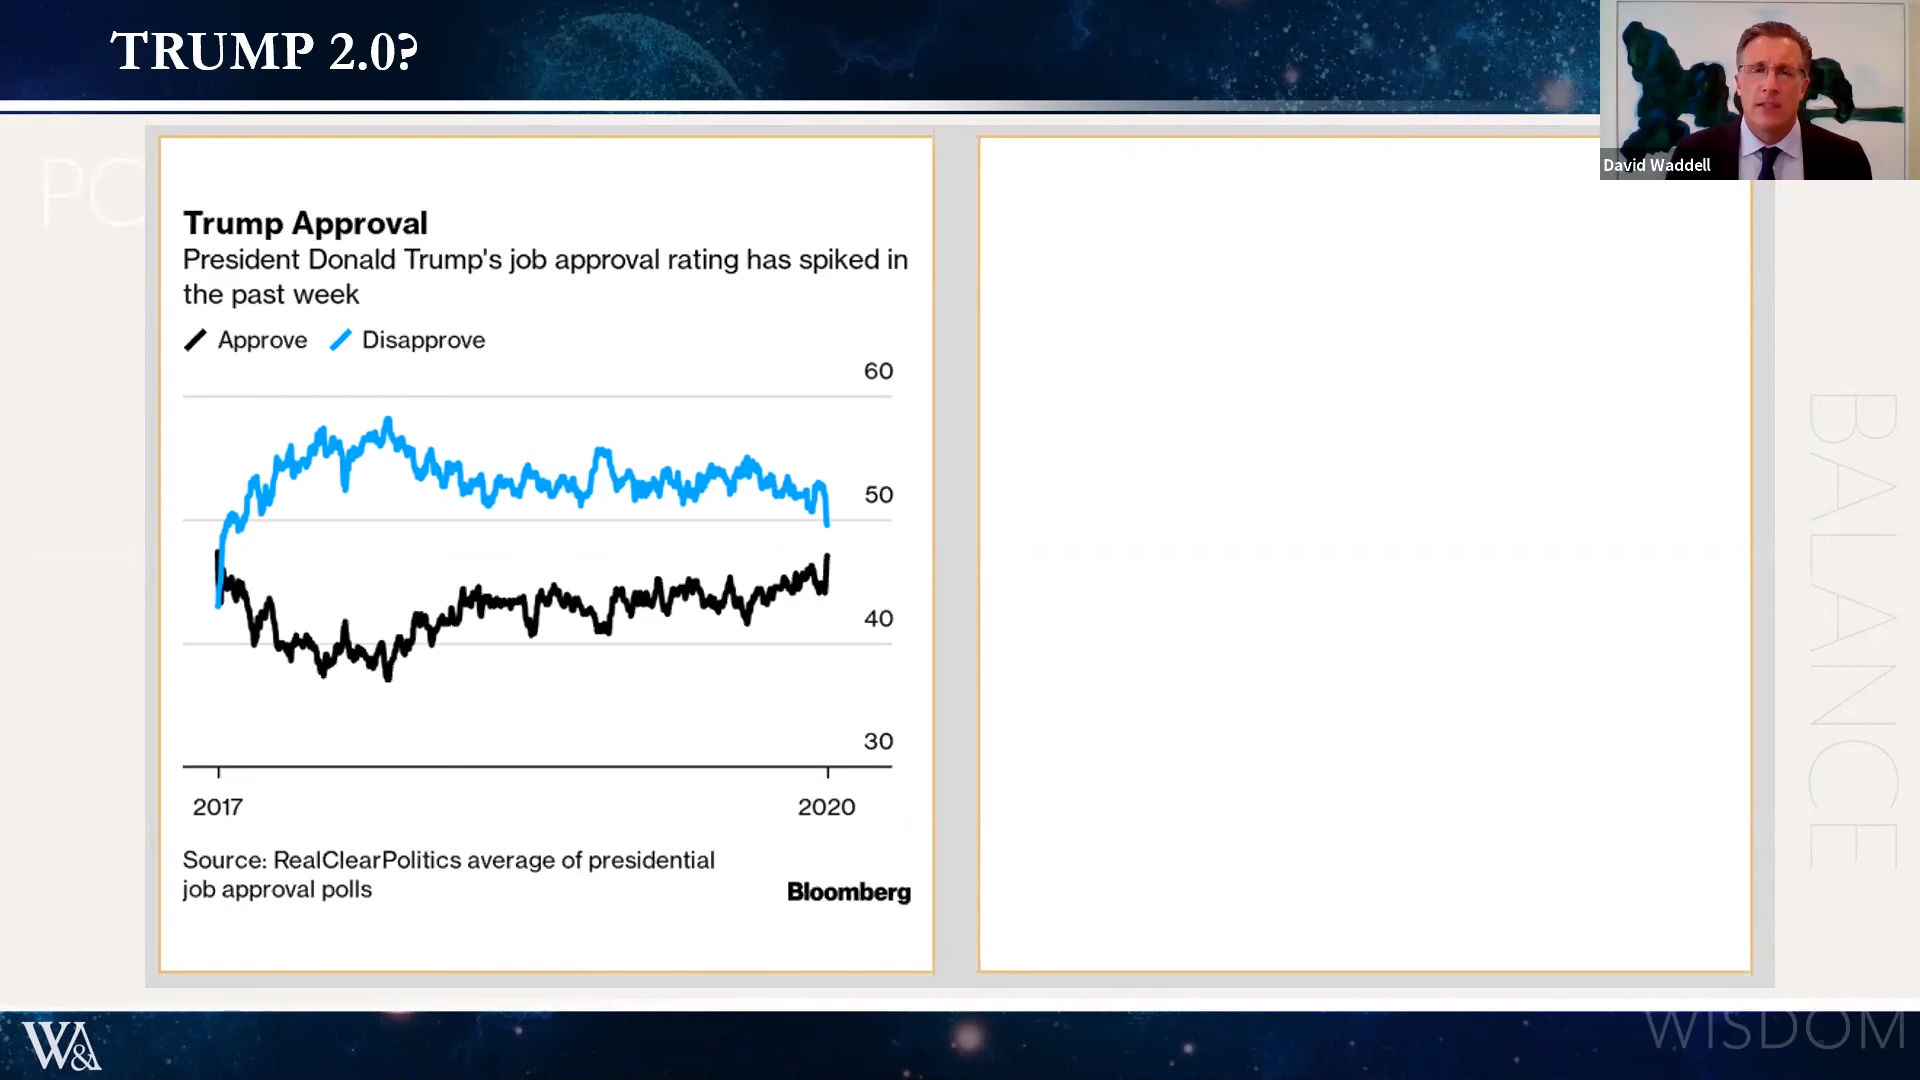 TRUMP 2.0?
David Waddell
PO
Trump Approval
President Donald Trump's job approval rating has spiked in
the past week
Approve Disapprove
60
50
40
30
2017 2020
Source: RealClearPolitics average of presidential
job approval polls
Bloomberg
BALANCE
WISDOM
W&A